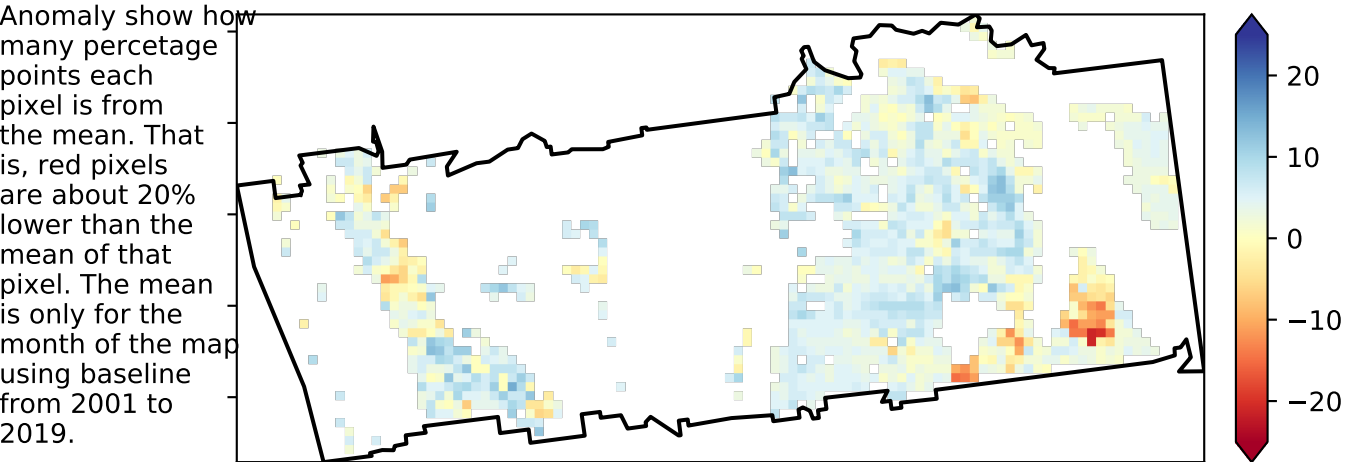 Anomaly show how
many percetage
points each
pixel is from
the mean. That
is, red pixels
are about 20%
lower than the
mean of that
pixel. The mean
is only for the
month of the map
using baseline
from 2001 to
2019.
20
10
0
−10
−20